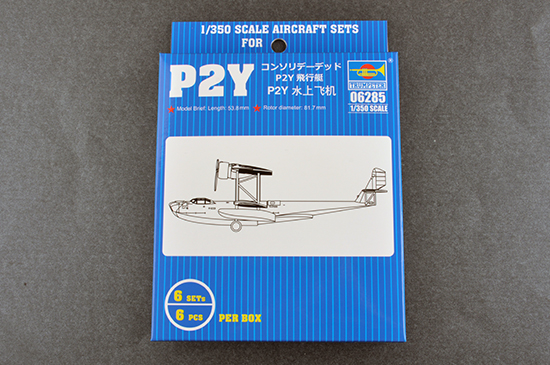 1/350 SCALE AIRCRAFT SETS
FOR
P2Y
コンソリデーデッド
P2Y 飛行艇
P2Y 水上飞机
Model Brief: Length: 53.6mm
Rotor diameter: 81.7mm
TRUMPETER
06285
1/350 SCALE
6 SETS
6 PCS
PER BOX